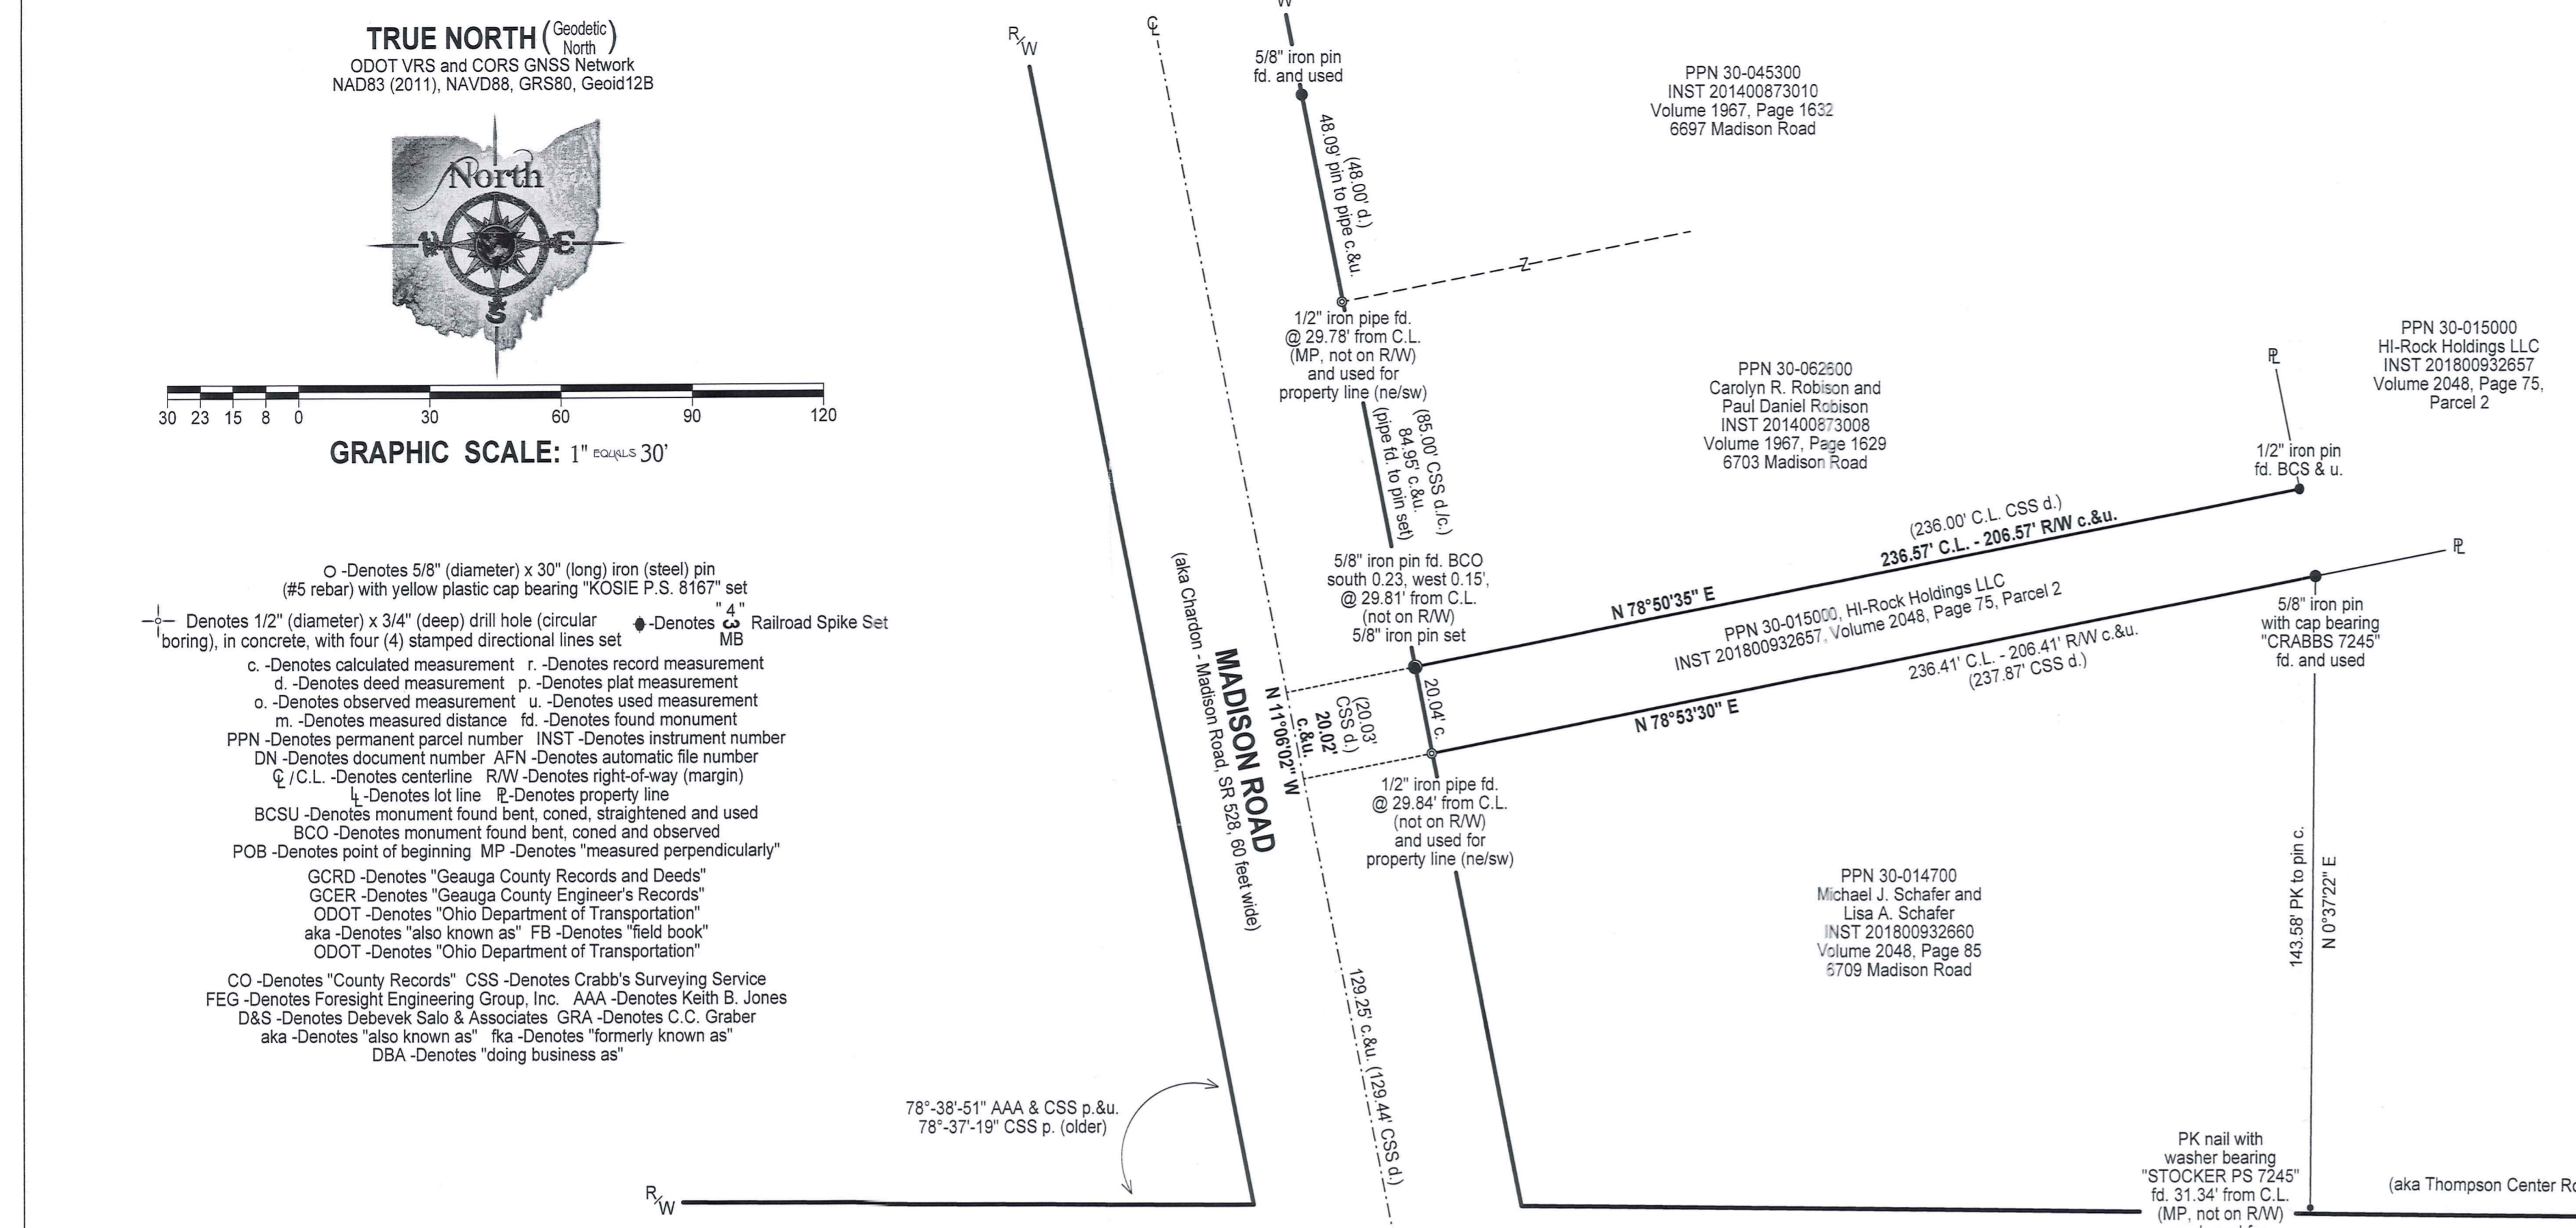 TRUE NORTH (Geodetic North)
ODOT VRS and CORS GNSS Network
NAD83 (2011), NAVD88, GRS80, Geoid12B
North
E
S
30 23 15 8 0 30 60 90 120
GRAPHIC SCALE: 1" EQUALS 30'
O -Denotes 5/8" (diameter) x 30" (long) iron (steel) pin
(#5 rebar) with yellow plastic cap bearing "KOSIE P.S. 8167" set
Denotes 1/2" (diameter) x 3/4" (deep) drill hole (circular
boring), in concrete, with four (4) stamped directional lines set
-Denotes "4" 3 MB Railroad Spike Set
c. -Denotes calculated measurement r. -Denotes record measurement
d. -Denotes deed measurement p. -Denotes plat measurement
o. -Denotes observed measurement u. -Denotes used measurement
m. -Denotes measured distance fd. -Denotes found monument
PPN -Denotes permanent parcel number INST -Denotes instrument number
DN -Denotes document number AFN -Denotes automatic file number
℄/C.L. -Denotes centerline R/W -Denotes right-of-way (margin)
LL-Denotes lot line PL-Denotes property line
BCSU -Denotes monument found bent, coned, straightened and used
BCO -Denotes monument found bent, coned and observed
POB -Denotes point of beginning MP -Denotes "measured perpendicularly"
GCRD -Denotes "Geauga County Records and Deeds"
GCER -Denotes "Geauga County Engineer's Records"
ODOT -Denotes "Ohio Department of Transportation"
aka -Denotes "also known as" FB -Denotes "field book"
ODOT -Denotes "Ohio Department of Transportation"
CO -Denotes "County Records" CSS -Denotes Crabb's Surveying Service
FEG -Denotes Foresight Engineering Group, Inc. AAA -Denotes Keith B. Jones
D&S -Denotes Debevek Salo & Associates GRA -Denotes C.C. Graber
aka -Denotes "also known as" fka -Denotes "formerly known as"
DBA -Denotes "doing business as"
R/W
℄
W
5/8" iron pin
fd. and used
(48.00' d.)
48.09' pin to pipe c.&u.
Z
1/2" iron pipe fd.
@ 29.78' from C.L.
(MP, not on R/W)
and used for
property line (ne/sw)
(85.00' CSS d./c.)
84.95' c.&u.
(pipe fd. to pin set)
5/8" iron pin fd. BCO
south 0.23, west 0.15',
@ 29.81' from C.L.
(not on R/W)
5/8" iron pin set
PPN 30-045300
INST 201400873010
Volume 1967, Page 1632
6697 Madison Road
PPN 30-062600
Carolyn R. Robison and
Paul Daniel Robison
INST 201400873008
Volume 1967, Page 1629
6703 Madison Road
PPN 30-015000
HI-Rock Holdings LLC
INST 201800932657
Volume 2048, Page 75,
Parcel 2
PL
1/2" iron pin
fd. BCS & u.
(236.00' C.L. CSS d.)
236.57' C.L. - 206.57' R/W c.&u.
N 78°50'35" E
PPN 30-015000, HI-Rock Holdings LLC
INST 201800932657, Volume 2048, Page 75, Parcel 2
236.41' C.L. - 206.41' R/W c.&u.
(237.87' CSS d.)
N 78°53'30" E
PL
5/8" iron pin
with cap bearing
"CRABBS 7245"
fd. and used
MADISON ROAD
(aka Chardon - Madison Road, SR 528, 60 feet wide)
N 11°06'02" W
(20.03'
CSS d.)
20.02'
c.&u.
20.04' c.
1/2" iron pipe fd.
@ 29.84' from C.L.
(not on R/W)
and used for
property line (ne/sw)
PPN 30-014700
Michael J. Schafer and
Lisa A. Schafer
INST 201800932660
Volume 2048, Page 85
6709 Madison Road
143.58' PK to pin c.
N 0°37'22" E
129.25' c.&u. (129.44' CSS d.)
78°-38'-51" AAA & CSS p.&u.
78°-37'-19" CSS p. (older)
R/W
PK nail with
washer bearing
"STOCKER PS 7245"
fd. 31.34' from C.L.
(MP, not on R/W)
(aka Thompson Center